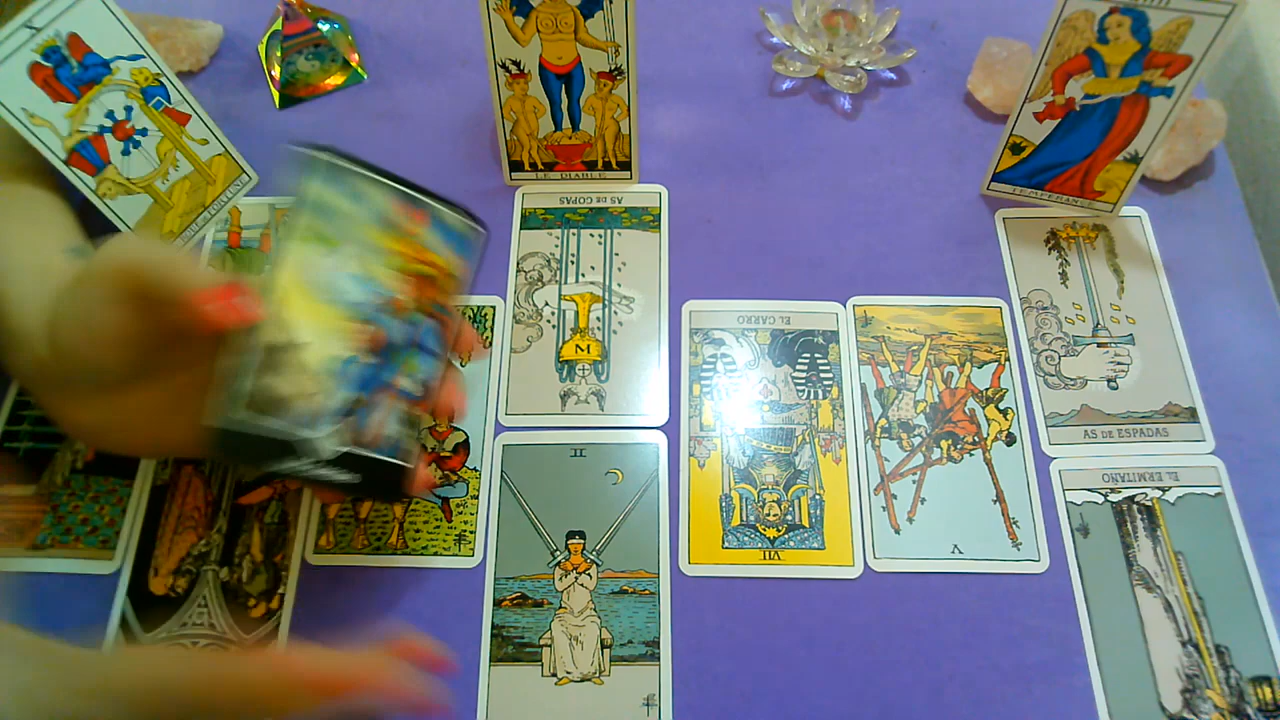 LE DIABLE
TEMPERANCE
AS DE COPAS
EL CARRO
VII
V
AS DE ESPADAS
EL ERMITAÑO
II